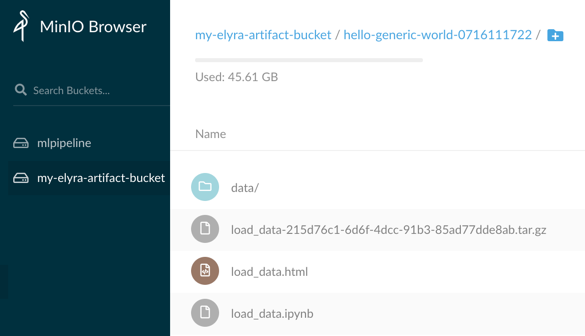 MinIO Browser
Search Buckets...
mlpipeline
my-elyra-artifact-bucket
my-elyra-artifact-bucket / hello-generic-world-0716111722 /
Used: 45.61 GB
Name
data/
load_data-215d76c1-6d6f-4dcc-91b3-85ad77dde8ab.tar.gz
load_data.html
load_data.ipynb